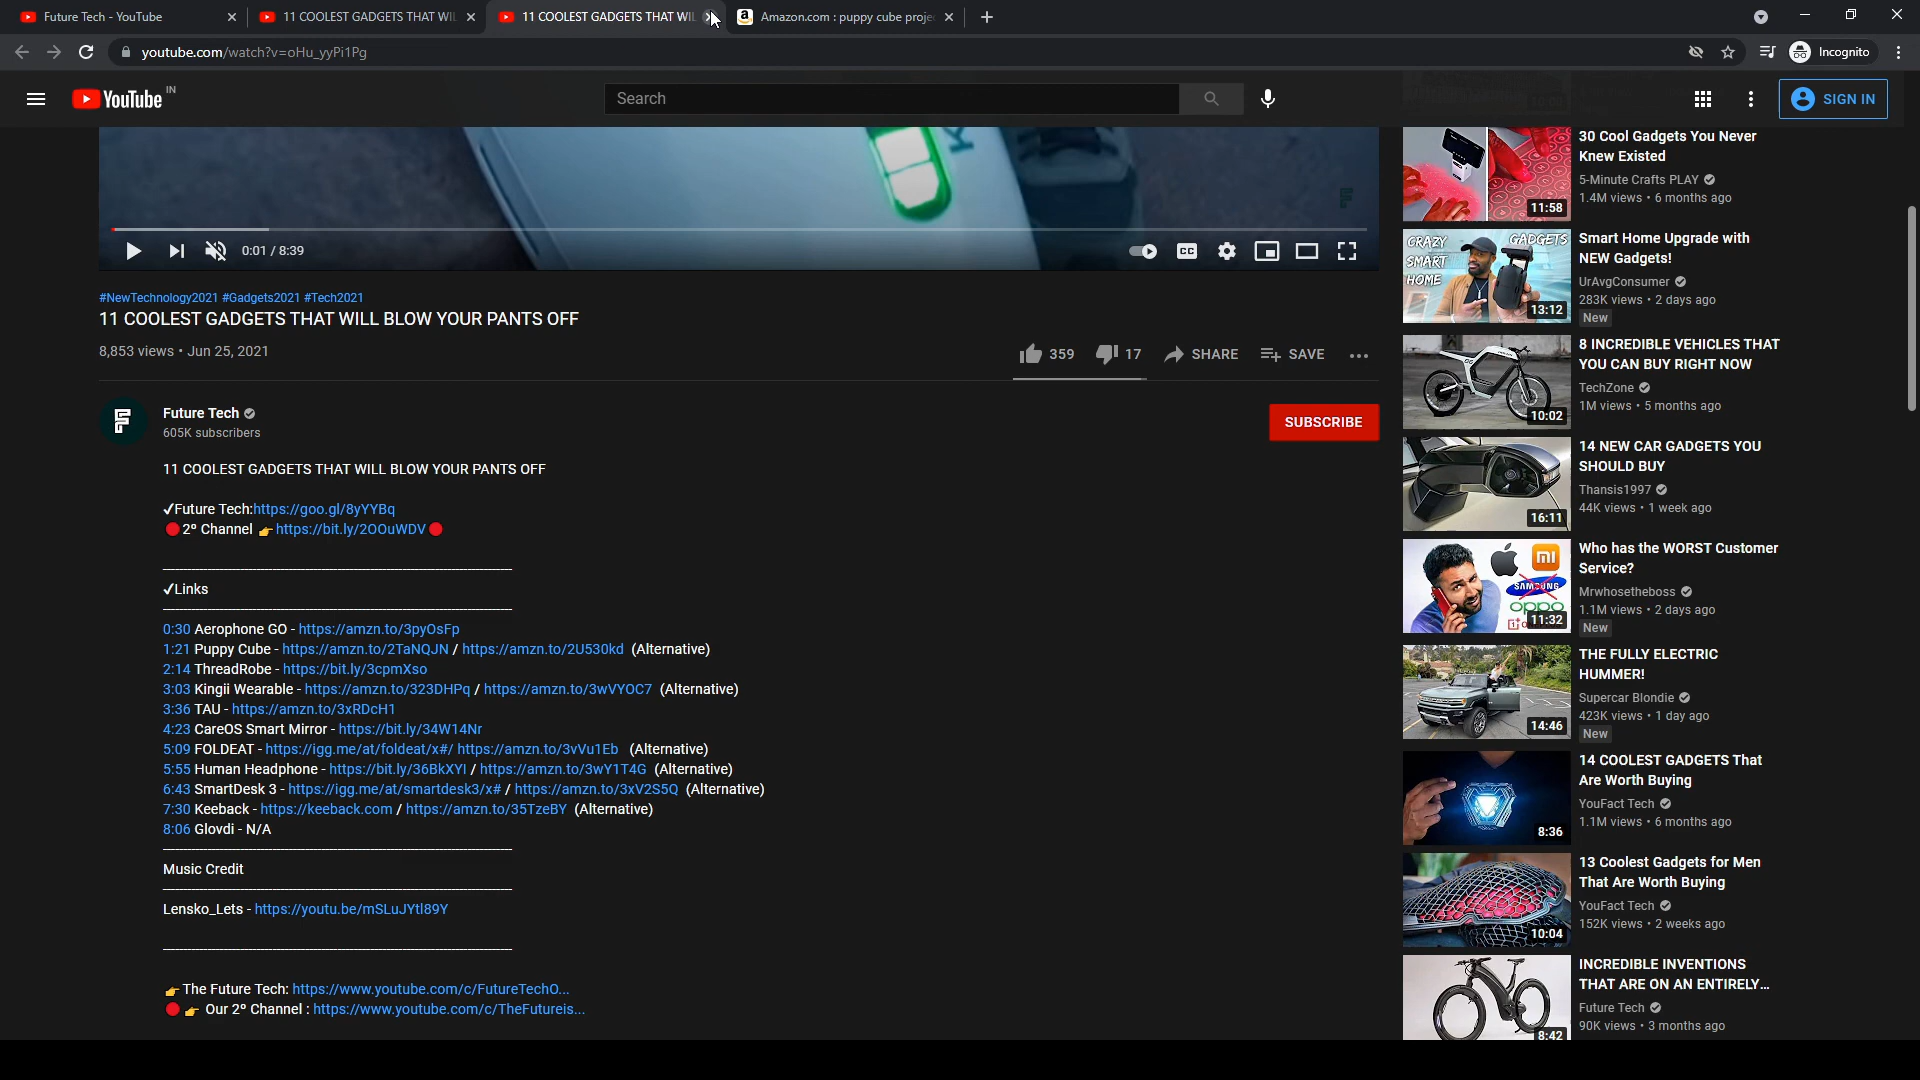 Future Tech - YouTube
11 COOLEST GADGETS THAT WIL
11 COOLEST GADGETS THAT WIL
Amazon.com : puppy cube proje
youtube.com/watch?v=oHu_yyPi1Pg
Incognito
YouTube IN
Search
SIGN IN
0:01 / 8:39
CC
#NewTechnology2021 #Gadgets2021 #Tech2021
11 COOLEST GADGETS THAT WILL BLOW YOUR PANTS OFF
8,853 views • Jun 25, 2021
359
17
SHARE
SAVE
Future Tech
605K subscribers
SUBSCRIBE
11 COOLEST GADGETS THAT WILL BLOW YOUR PANTS OFF
✓Future Tech:https://goo.gl/8yYYBq
🔴2º Channel 👉https://bit.ly/2OOuWDV🔴
✓Links
0:30 Aerophone GO - https://amzn.to/3pyOsFp
1:21 Puppy Cube - https://amzn.to/2TaNQJN / https://amzn.to/2U530kd (Alternative)
2:14 ThreadRobe - https://bit.ly/3cpmXso
3:03 Kingii Wearable - https://amzn.to/323DHPq / https://amzn.to/3wVYOC7 (Alternative)
3:36 TAU - https://amzn.to/3xRDcH1
4:23 CareOS Smart Mirror - https://bit.ly/34W14Nr
5:09 FOLDEAT - https://igg.me/at/foldeat/x#/ https://amzn.to/3vVu1Eb (Alternative)
5:55 Human Headphone - https://bit.ly/36BkXYI / https://amzn.to/3wY1T4G (Alternative)
6:43 SmartDesk 3 - https://igg.me/at/smartdesk3/x# / https://amzn.to/3xV2S5Q (Alternative)
7:30 Keeback - https://keeback.com / https://amzn.to/35TzeBY (Alternative)
8:06 Glovdi - N/A
Music Credit
Lensko_Lets - https://youtu.be/mSLuJYtl89Y
👉The Future Tech: https://www.youtube.com/c/FutureTechO...
🔴👉 Our 2º Channel : https://www.youtube.com/c/TheFutureis...
11:58
30 Cool Gadgets You Never
Knew Existed
5-Minute Crafts PLAY
1.4M views • 6 months ago
CRAZY SMART HOME
GADGETS
13:12
Smart Home Upgrade with
NEW Gadgets!
UrAvgConsumer
283K views • 2 days ago
New
10:02
8 INCREDIBLE VEHICLES THAT
YOU CAN BUY RIGHT NOW
TechZone
1M views • 5 months ago
16:11
14 NEW CAR GADGETS YOU
SHOULD BUY
Thansis1997
44K views • 1 week ago
mi
SAMSUNG
oppo
11:32
Who has the WORST Customer
Service?
Mrwhosetheboss
1.1M views • 2 days ago
New
14:46
THE FULLY ELECTRIC
HUMMER!
Supercar Blondie
423K views • 1 day ago
New
8:36
14 COOLEST GADGETS That
Are Worth Buying
YouFact Tech
1.1M views • 6 months ago
10:04
13 Coolest Gadgets for Men
That Are Worth Buying
YouFact Tech
152K views • 2 weeks ago
8:42
INCREDIBLE INVENTIONS
THAT ARE ON AN ENTIRELY...
Future Tech
90K views • 3 months ago